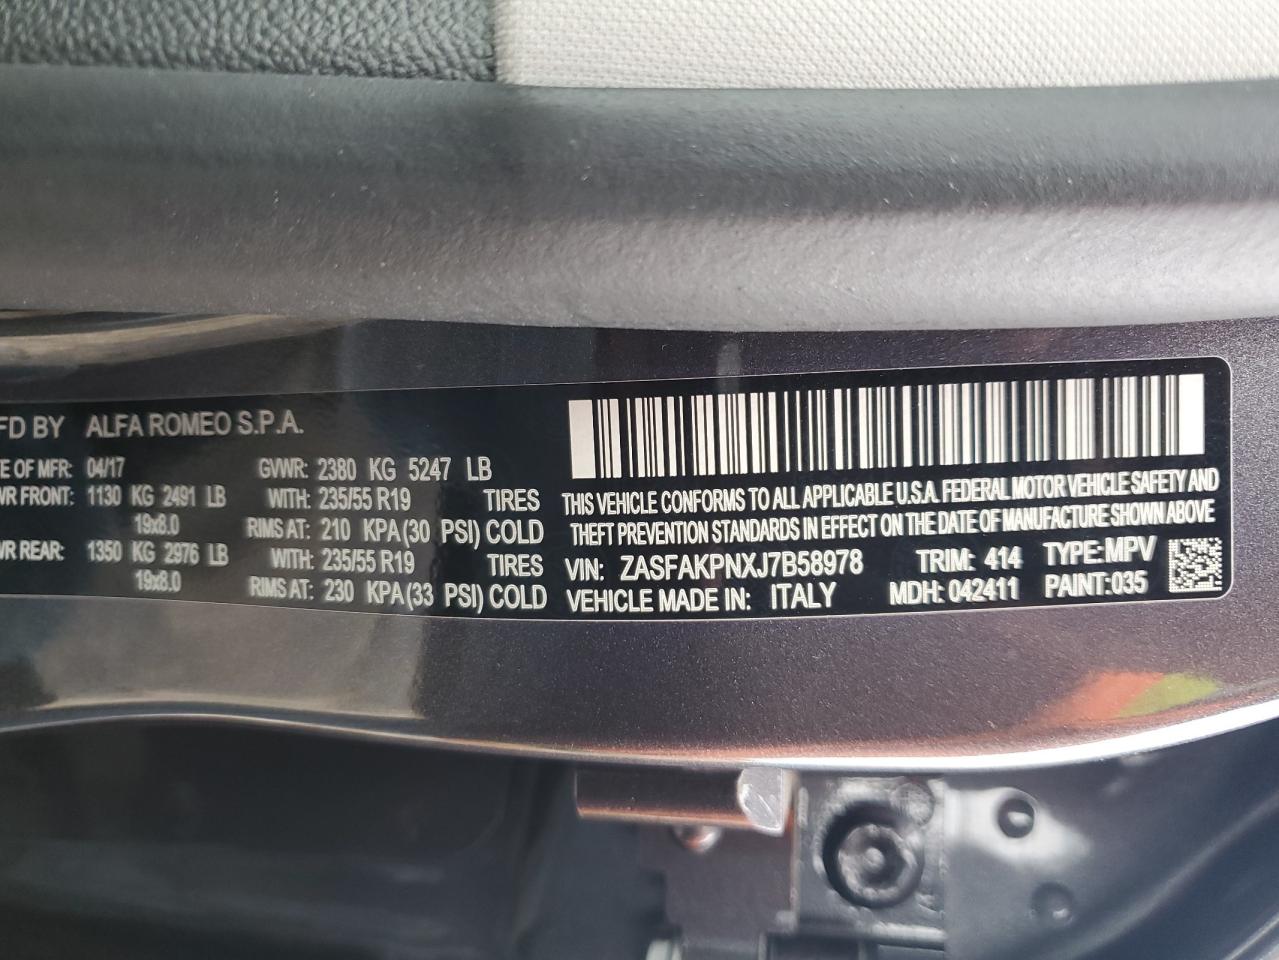 FD BY ALFA ROMEO S.P.A.
E OF MFR: 04/17 GVWR: 2380 KG 5247 LB
WR FRONT: 1130 KG 2491 LB WITH: 235/55 R19 TIRES
19x8.0 RIMS AT: 210 KPA(30 PSI) COLD
WR REAR: 1350 KG 2976 LB WITH: 235/55 R19 TIRES
19x8.0 RIMS AT: 230 KPA(33 PSI) COLD
THIS VEHICLE CONFORMS TO ALL APPLICABLE U.S.A. FEDERAL MOTOR VEHICLE SAFETY AND
THEFT PREVENTION STANDARDS IN EFFECT ON THE DATE OF MANUFACTURE SHOWN ABOVE
VIN: ZASFAKPNXJ7B58978 TRIM: 414 TYPE: MPV
VEHICLE MADE IN: ITALY MDH: 042411 PAINT: 035